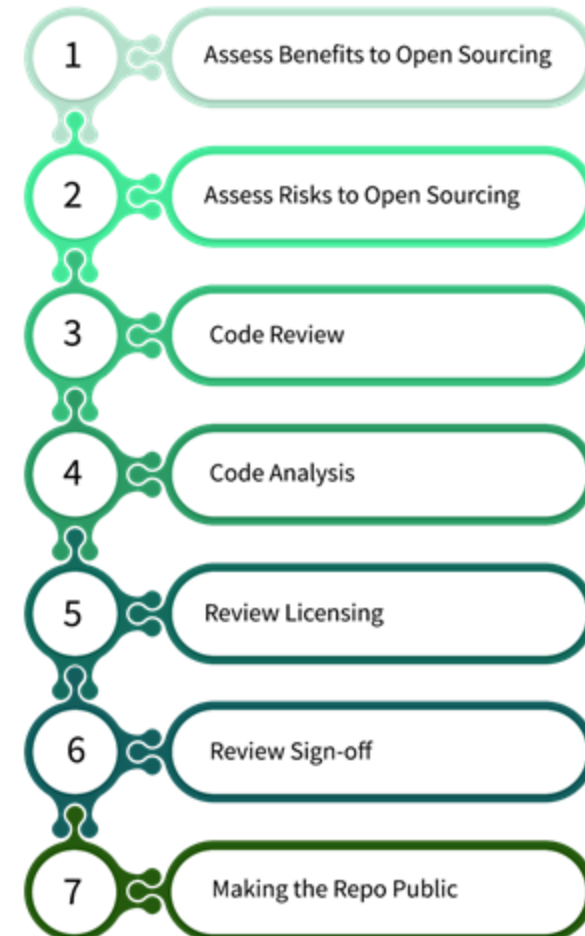 1
Assess Benefits to Open Sourcing
2
Assess Risks to Open Sourcing
3
Code Review
4
Code Analysis
5
Review Licensing
6
Review Sign-off
7
Making the Repo Public